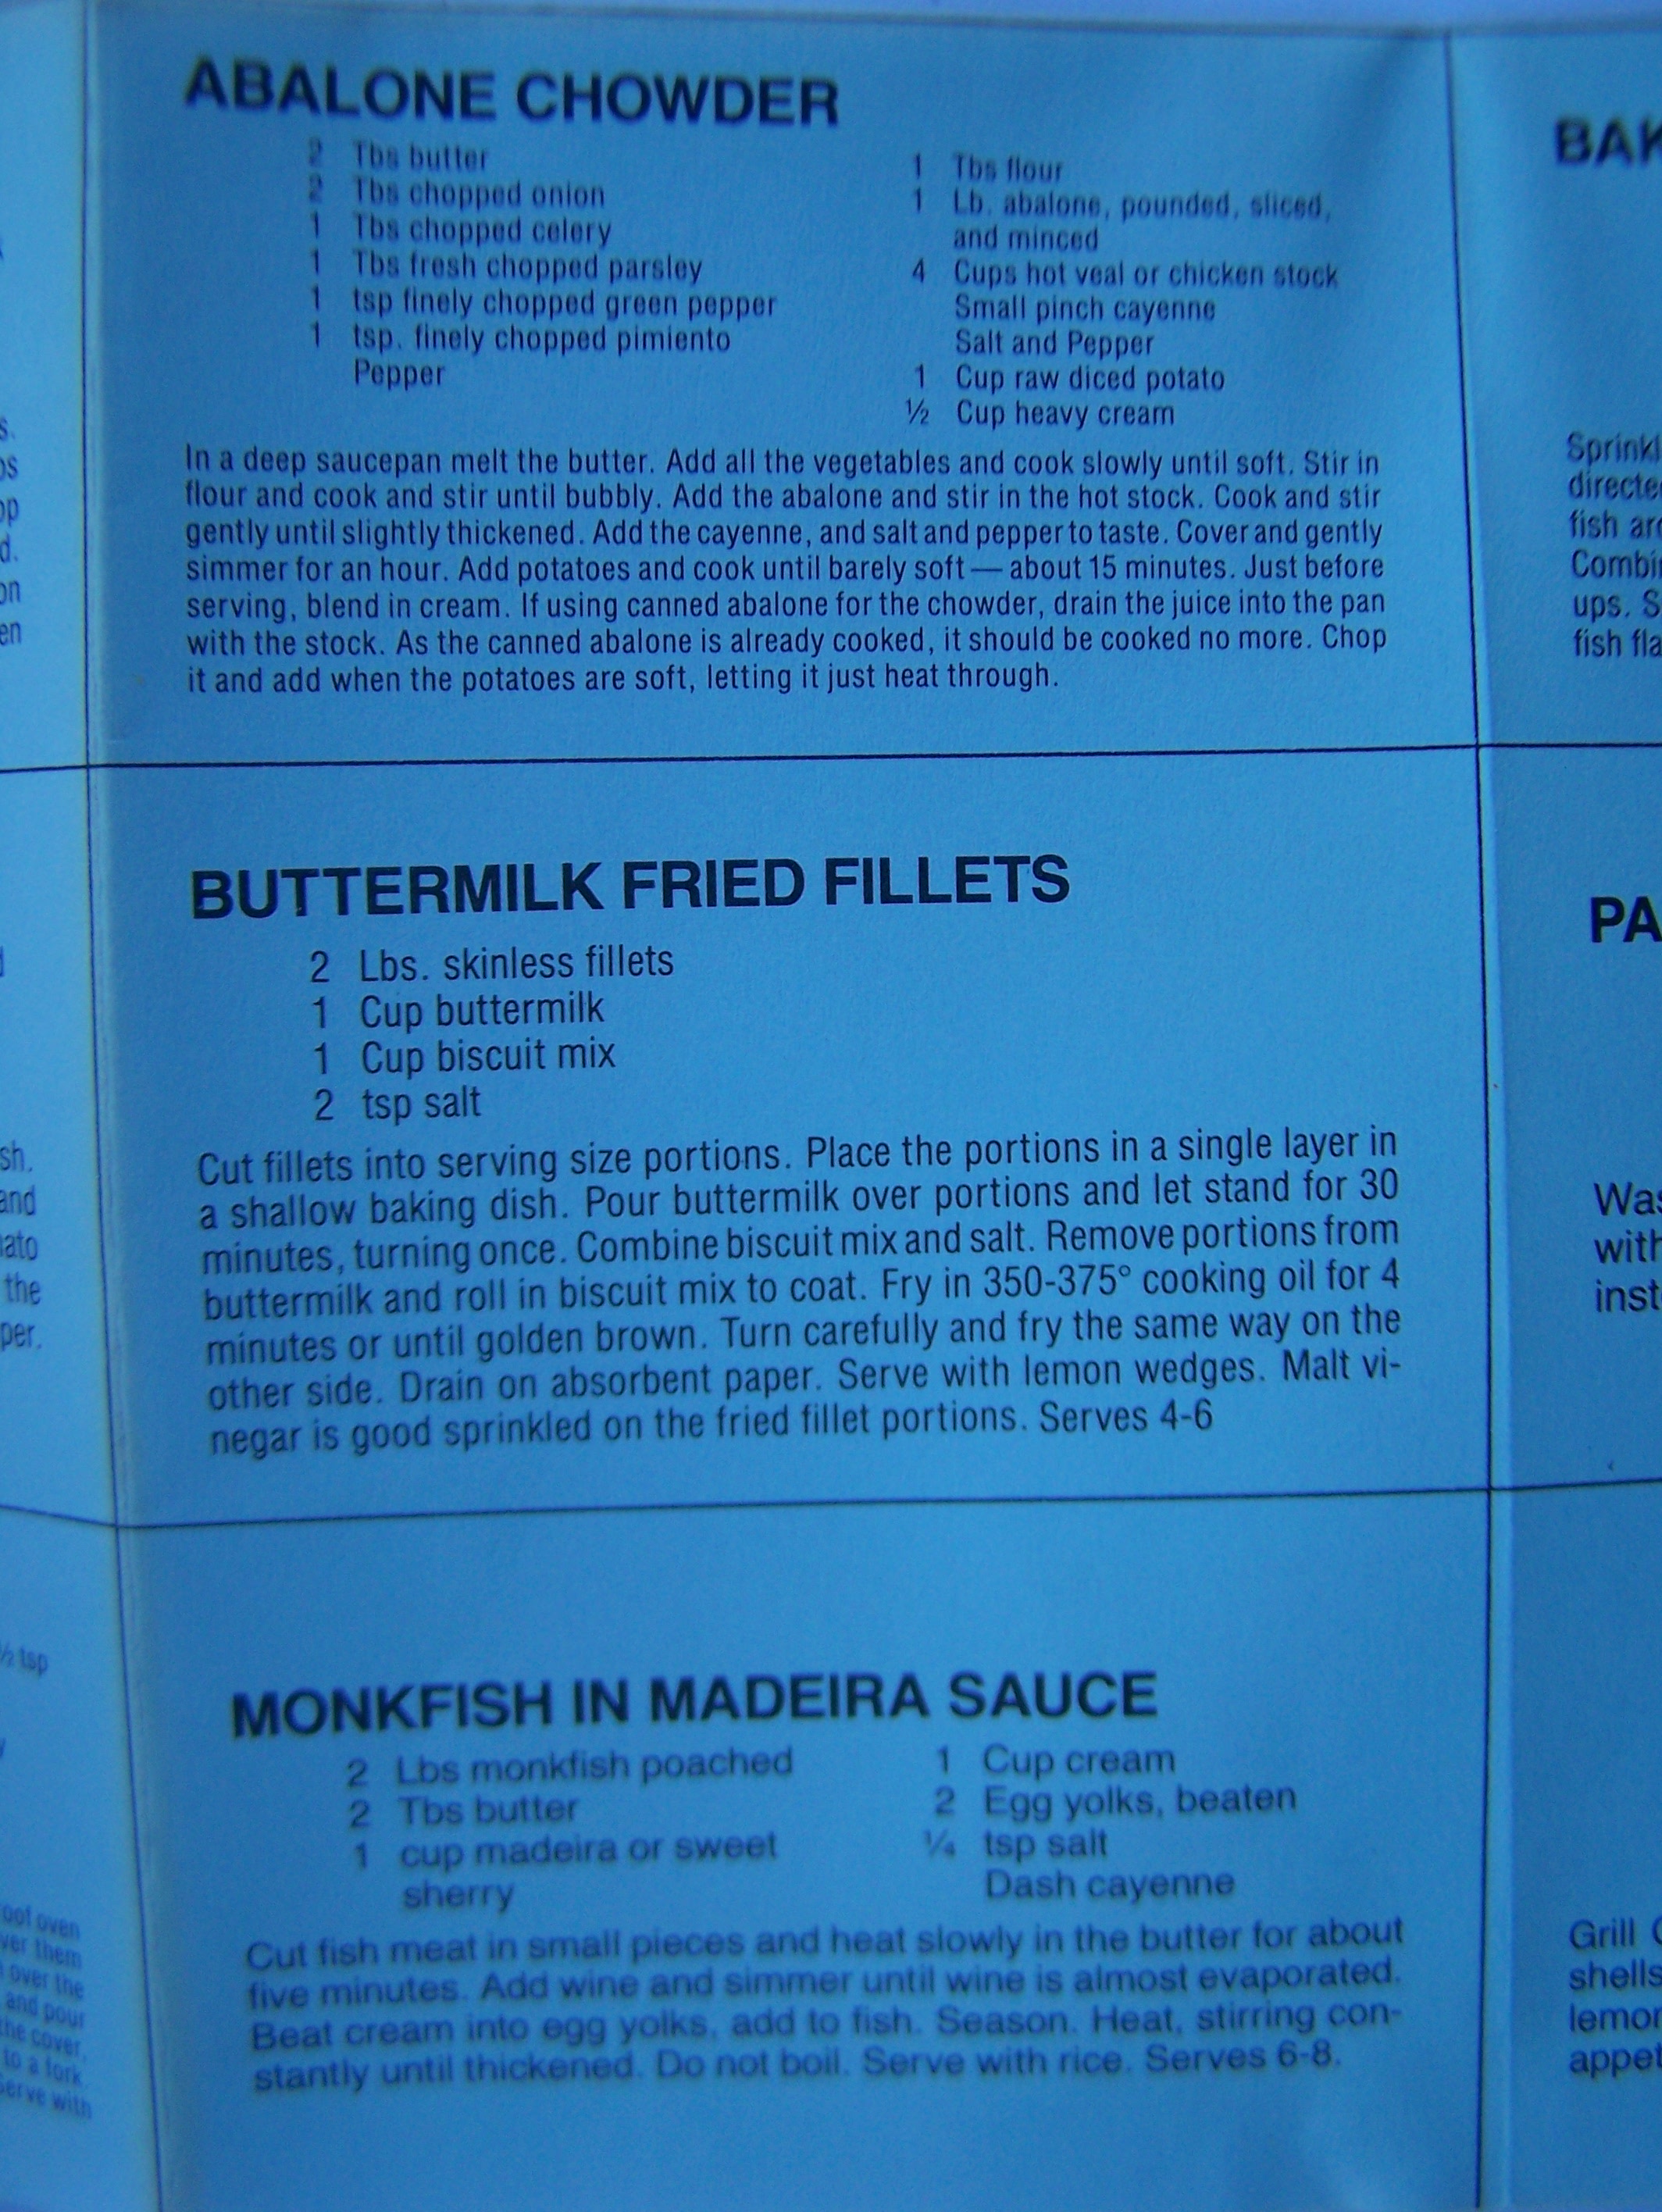 ABALONE CHOWDER
2 Tbs butter
2 Tbs chopped onion
1 Tbs chopped celery
1 Tbs fresh chopped parsley
1 tsp finely chopped green pepper
1 tsp. finely chopped pimiento
Pepper
1 Tbs flour
1 Lb. abalone, pounded, sliced,
and minced
4 Cups hot veal or chicken stock
Small pinch cayenne
Salt and Pepper
1 Cup raw diced potato
½ Cup heavy cream
In a deep saucepan melt the butter. Add all the vegetables and cook slowly until soft. Stir in
flour and cook and stir until bubbly. Add the abalone and stir in the hot stock. Cook and stir
gently until slightly thickened. Add the cayenne, and salt and pepper to taste. Cover and gently
simmer for an hour. Add potatoes and cook until barely soft — about 15 minutes. Just before
serving, blend in cream. If using canned abalone for the chowder, drain the juice into the pan
with the stock. As the canned abalone is already cooked, it should be cooked no more. Chop
it and add when the potatoes are soft, letting it just heat through.
BUTTERMILK FRIED FILLETS
2 Lbs. skinless fillets
1 Cup buttermilk
1 Cup biscuit mix
2 tsp salt
Cut fillets into serving size portions. Place the portions in a single layer in
a shallow baking dish. Pour buttermilk over portions and let stand for 30
minutes, turning once. Combine biscuit mix and salt. Remove portions from
buttermilk and roll in biscuit mix to coat. Fry in 350-375° cooking oil for 4
minutes or until golden brown. Turn carefully and fry the same way on the
other side. Drain on absorbent paper. Serve with lemon wedges. Malt vi-
negar is good sprinkled on the fried fillet portions. Serves 4-6
MONKFISH IN MADEIRA SAUCE
2 Lbs monkfish poached
2 Tbs butter
1 cup madeira or sweet
sherry
1 Cup cream
2 Egg yolks, beaten
¼ tsp salt
Dash cayenne
Cut fish meat in small pieces and heat slowly in the butter for about
five minutes. Add wine and simmer until wine is almost evaporated.
Beat cream into egg yolks, add to fish. Season. Heat, stirring con-
stantly until thickened. Do not boil. Serve with rice. Serves 6-8.
and
the
½ tsp
oven
them
over the
and pour
the cover,
to a fork
Serve with
BAK
Sprinkl
directe
fish
Combi
ups. S
fish fla
PA
Was
with
inst
Grill
shells
lemon
appet